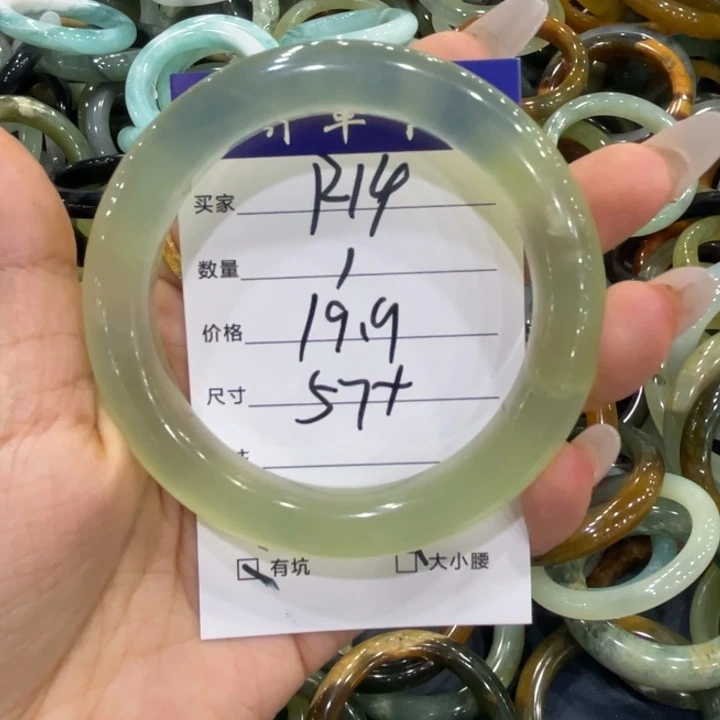 买家 R14
数量 1
价格 19.9
尺寸 57+
有坑 大小腰